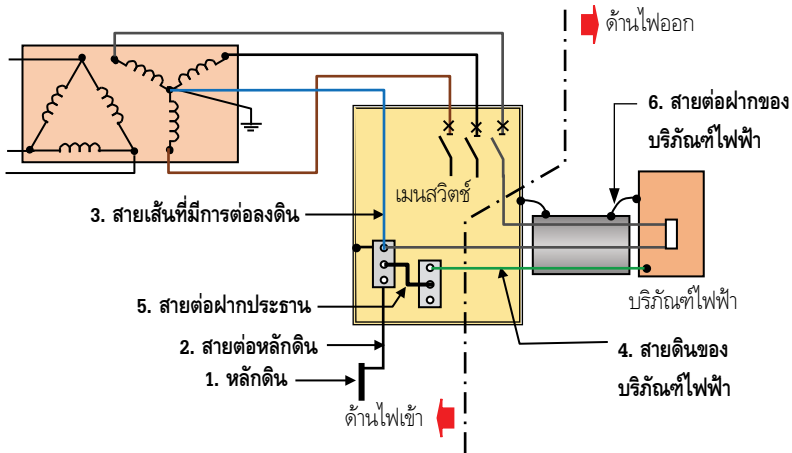 ด้านไฟออก
6. สายต่อฝากของ
บริภัณฑ์ไฟฟ้า
เมนสวิตช์
3. สายเส้นที่มีการต่อลงดิน
บริภัณฑ์ไฟฟ้า
5. สายต่อฝากประธาน
2. สายต่อหลักดิน
1. หลักดิน
4. สายดินของ
บริภัณฑ์ไฟฟ้า
ด้านไฟเข้า